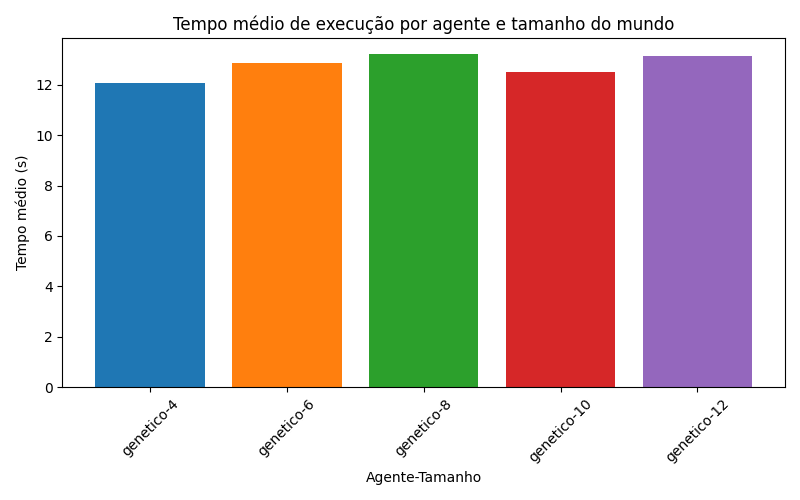 Tempo médio de execução por agente e tamanho do mundo
Tempo médio (s)
12
10
8
6
4
2
0
genetico-4
genetico-6
genetico-8
genetico-10
genetico-12
Agente-Tamanho